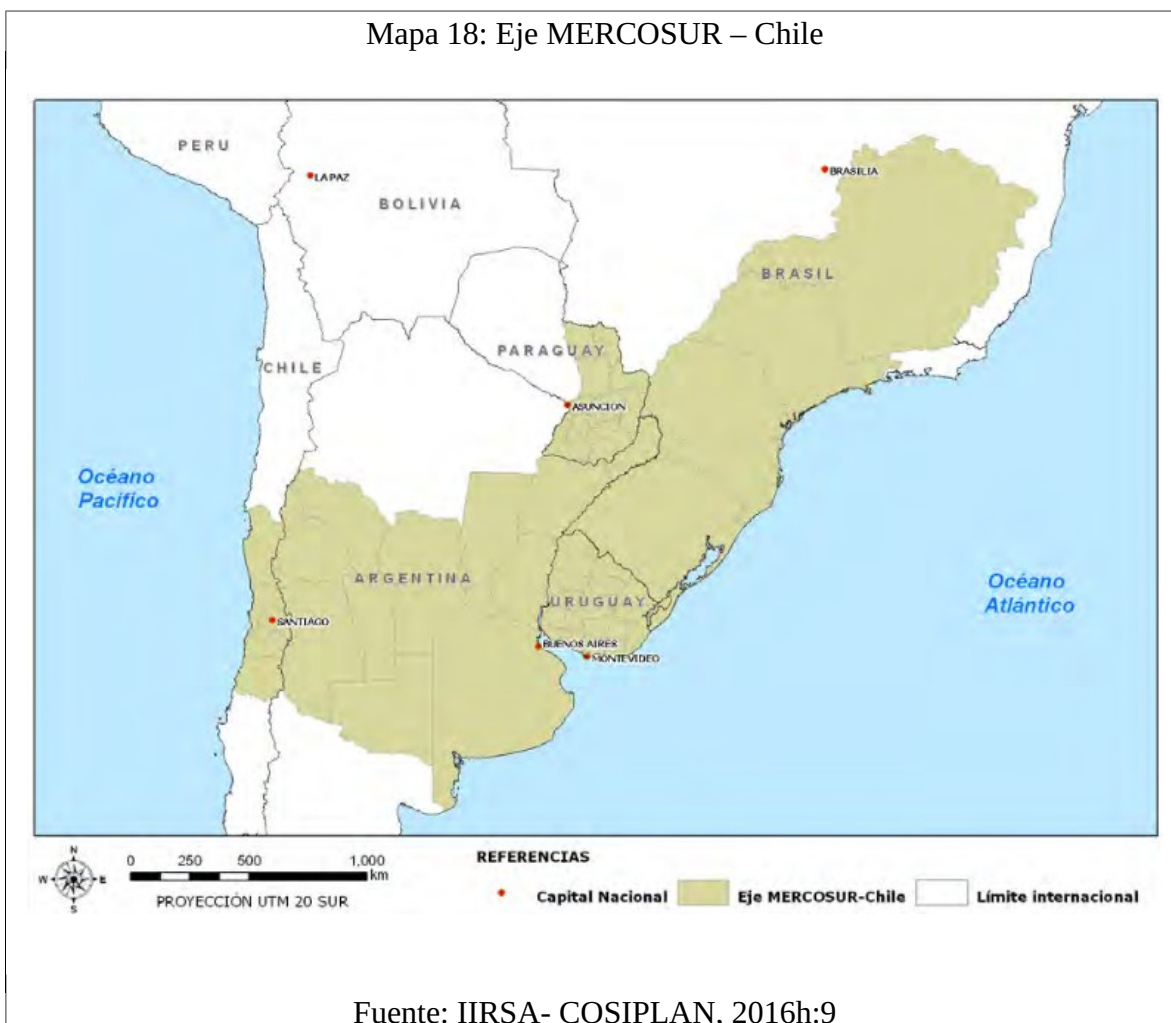 Mapa 18: Eje MERCOSUR – Chile
PERU
LA PAZ
BRASILIA
BOLIVIA
BRASIL
PARAGUAY
CHILE
ASUNCION
Océano
Pacífico
ARGENTINA
Océano
Atlántico
URUGUAY
SANTIAGO
BUENOS AIRES
MONTEVIDEO
N
W E
S
0 250 500 1,000
km
PROYECCIÓN UTM 20 SUR
REFERENCIAS
Capital Nacional Eje MERCOSUR-Chile Límite internacional
Fuente: IIRSA- COSIPLAN, 2016h:9